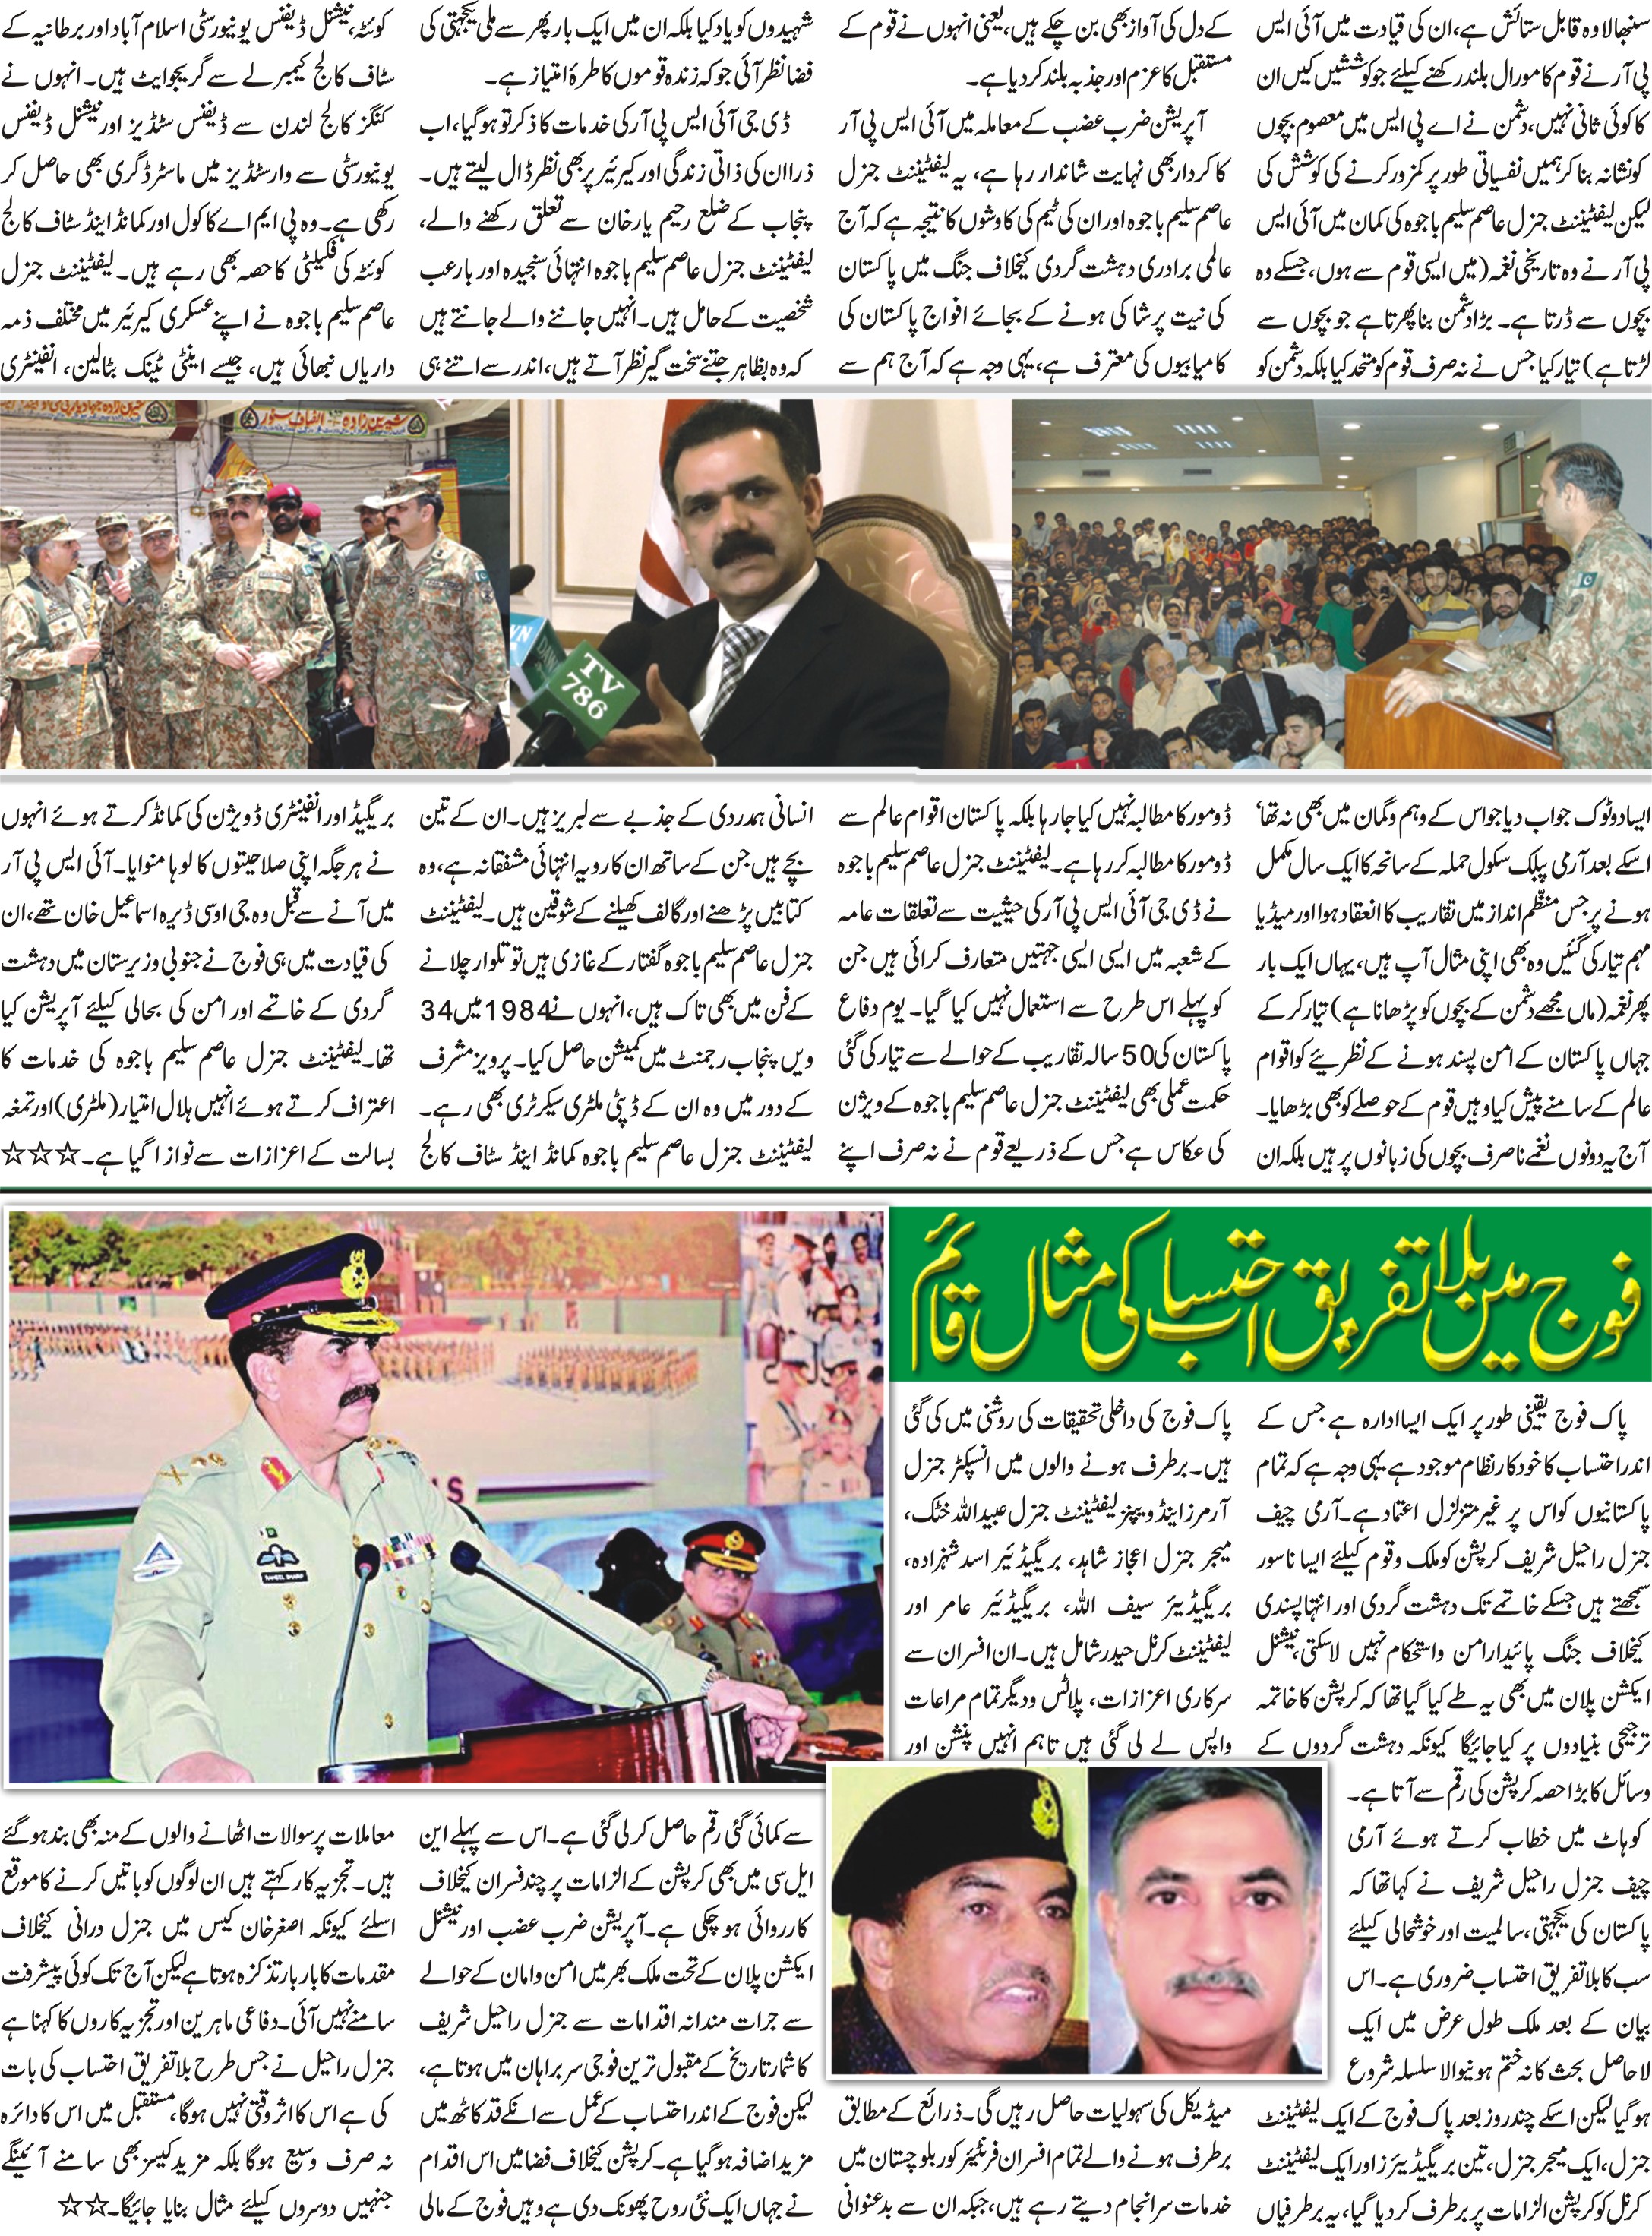 سنبھالا وہ قابل ستائش ہے، ان کی قیادت میں آئی ایس
پی آر نے قوم کا مورال بلند رکھنے کیلئے جو کوششیں کیں ان
کا کوئی ثانی نہیں، دشمن نے اے پی ایس میں معصوم بچوں
کو نشانہ بنا کر ہمیں نفسیاتی طور پر کمزور کرنے کی کوشش کی
لیکن لیفٹیننٹ جنرل عاصم سلیم باجوہ کی کمان میں آئی ایس
پی آر نے وہ تاریخی نغمہ (میں ایسی قوم سے ہوں، جسکے وہ
بچوں سے ڈرتا ہے۔ بڑا دشمن بنا پھرتا ہے جو بچوں سے
لڑتا ہے) تیار کیا جس نے نہ صرف قوم کو متحد کیا بلکہ دشمن کو
ایسا دوٹوک جواب دیا جو اس کے وہم و گمان میں بھی نہ تھا‘
اسکے بعد آرمی پبلک سکول حملہ کے سانحہ کا ایک سال مکمل
ہونے پر جس منظم انداز میں تقاریب کا انعقاد ہوا اور میڈیا
مہم تیار کی گئیں وہ بھی اپنی مثال آپ ہیں، یہاں ایک بار
پھر نغمہ (ماں مجھے دشمن کے بچوں کو پڑھانا ہے) تیار کر کے
جہاں پاکستان کے امن پسند ہونے کے نظریئے کو اقوام
عالم کے سامنے پیش کیا وہیں قوم کے حوصلے کو بھی بڑھایا۔
آج یہ دونوں نغمے نا صرف بچوں کی زبانوں پر ہیں بلکہ ان
کے دل کی آواز بھی بن چکے ہیں، یعنی انہوں نے قوم کے
مستقبل کا عزم اور جذبہ بلند کر دیا ہے۔
آپریشن ضرب عضب کے معاملہ میں آئی ایس پی آر
کا کردار بھی نہایت شاندار رہا ہے، یہ لیفٹیننٹ جنرل
عاصم سلیم باجوہ اور ان کی ٹیم کی کاوشوں کا نتیجہ ہے کہ آج
عالمی برادری دہشت گردی کیخلاف جنگ میں پاکستان
کی نیت پر شاکی ہونے کے بجائے افواج پاکستان کی
کامیابیوں کی معترف ہے، یہی وجہ ہے کہ آج ہم سے
ڈومور کا مطالبہ نہیں کیا جا رہا بلکہ پاکستان اقوام عالم سے
ڈومور کا مطالبہ کر رہا ہے۔ لیفٹیننٹ جنرل عاصم سلیم باجوہ
نے ڈی جی آئی ایس پی آر کی حیثیت سے تعلقات عامہ
کے شعبہ میں ایسی ایسی جہتیں متعارف کرائی ہیں جن
کو پہلے اس طرح سے استعمال نہیں کیا گیا۔ یوم دفاع
پاکستان کی 50 سالہ تقاریب کے حوالے سے تیار کی گئی
حکمت عملی بھی لیفٹیننٹ جنرل عاصم سلیم باجوہ کے ویژن
کی عکاس ہے جس کے ذریعے قوم نے نہ صرف اپنے
شہیدوں کو یاد کیا بلکہ ان میں ایک بار پھر سے ملی یکجہتی کی
فضا نظر آئی جو کہ زندہ قوموں کا طرۂ امتیاز ہے۔
ڈی جی آئی ایس پی آر کی خدمات کا ذکر تو ہو گیا، اب
ذرا ان کی ذاتی زندگی اور کیریئر پر بھی نظر ڈال لیتے ہیں۔
پنجاب کے ضلع رحیم یار خان سے تعلق رکھنے والے،
لیفٹیننٹ جنرل عاصم سلیم باجوہ انتہائی سنجیدہ اور بارعب
شخصیت کے حامل ہیں۔ انہیں جاننے والے جانتے ہیں
کہ وہ بظاہر جتنے سخت گیر نظر آتے ہیں، اندر سے اتنے ہی
انسانی ہمدردی کے جذبے سے لبریز ہیں۔ ان کے تین
بچے ہیں جن کے ساتھ ان کا رویہ انتہائی مشفقانہ ہے، وہ
کتابیں پڑھنے اور گالف کھیلنے کے شوقین ہیں۔ لیفٹیننٹ
جنرل عاصم سلیم باجوہ گفتار کے غازی ہیں تو تلوار چلانے
کے فن میں بھی تاک ہیں، انہوں نے 1984 میں 34
ویں پنجاب رجمنٹ میں کمیشن حاصل کیا۔ پرویز مشرف
کے دور میں وہ ان کے ڈپٹی ملٹری سیکرٹری بھی رہے۔
لیفٹیننٹ جنرل عاصم سلیم باجوہ کمانڈ اینڈ سٹاف کالج
کوئٹہ، نیشنل ڈیفنس یونیورسٹی اسلام آباد اور برطانیہ کے
سٹاف کالج کیمبرلے سے گریجوایٹ ہیں۔ انہوں نے
کنگز کالج لندن سے ڈیفنس سٹڈیز اور نیشنل ڈیفنس
یونیورسٹی سے وار سٹڈیز میں ماسٹر ڈگری بھی حاصل کر
رکھی ہے۔ وہ پی ایم اے کاکول اور کمانڈ اینڈ سٹاف کالج
کوئٹہ کی فیکلیٹی کا حصہ بھی رہے ہیں۔ لیفٹیننٹ جنرل
عاصم سلیم باجوہ نے اپنے عسکری کیریئر میں مختلف ذمہ
داریاں نبھائی ہیں، جیسے اینٹی ٹینک بٹالین، انفینٹری
بریگیڈ اور انفینٹری ڈویژن کی کمانڈ کرتے ہوئے انہوں
نے ہر جگہ اپنی صلاحیتوں کا لوہا منوایا۔ آئی ایس پی آر
میں آنے سے قبل وہ جی او سی ڈیرہ اسماعیل خان تھے، ان
کی قیادت میں ہی فوج نے جنوبی وزیرستان میں دہشت
گردی کے خاتمے اور امن کی بحالی کیلئے آپریشن کیا
تھا۔ لیفٹیننٹ جنرل عاصم سلیم باجوہ کی خدمات کا
اعتراف کرتے ہوئے انہیں ہلال امتیاز (ملٹری) اور تمغہ
بسالت کے اعزازات سے نوازا گیا ہے۔ ☆☆☆
شیرین زادہ الطاف سٹور
TV
786
فوج میں بلا تفریق احتساب کی مثال قائم
RAHEEL SHARIF
پاک فوج یقینی طور پر ایک ایسا ادارہ ہے جس کے
اندر احتساب کا خودکار نظام موجود ہے یہی وجہ ہے کہ تمام
پاکستانیوں کو اس پر غیر متزلزل اعتماد ہے۔ آرمی چیف
جنرل راحیل شریف کرپشن کو ملک و قوم کیلئے ایسا ناسور
سمجھتے ہیں جسکے خاتمے تک دہشت گردی اور انتہا پسندی
کیخلاف جنگ پائیدار امن و استحکام نہیں لا سکتی، نیشنل
ایکشن پلان میں بھی یہ طے کیا گیا تھا کہ کرپشن کا خاتمہ
ترجیحی بنیادوں پر کیا جائیگا کیونکہ دہشت گردوں کے
وسائل کا بڑا حصہ کرپشن کی رقم سے آتا ہے۔
کوہاٹ میں خطاب کرتے ہوئے آرمی
چیف جنرل راحیل شریف نے کہا تھا کہ
پاکستان کی یکجہتی، سالمیت اور خوشحالی کیلئے
سب کا بلا تفریق احتساب ضروری ہے۔ اس
بیان کے بعد ملک طول عرض میں ایک
لاحاصل بحث کا نہ ختم ہونیوالا سلسلہ شروع
ہو گیا لیکن اسکے چند روز بعد پاک فوج کے ایک لیفٹیننٹ
جنرل، ایک میجر جنرل، تین بریگیڈیئرز اور ایک لیفٹیننٹ
کرنل کو کرپشن الزامات پر برطرف کر دیا گیا، یہ برطرفیاں
پاک فوج کی داخلی تحقیقات کی روشنی میں کی گئی
ہیں۔ برطرف ہونے والوں میں انسپکٹر جنرل
آرمرز اینڈ ویپنز لیفٹیننٹ جنرل عبیداللہ خٹک،
میجر جنرل اعجاز شاہد، بریگیڈئیر اسد شہزادہ،
بریگیڈیئر سیف اللہ، بریگیڈئیر عامر اور
لیفٹیننٹ کرنل حیدر شامل ہیں۔ ان افسران سے
سرکاری اعزازات، پلاٹس و دیگر تمام مراعات
واپس لے لی گئی ہیں تاہم انہیں پنشن اور
میڈیکل کی سہولیات حاصل رہیں گی۔ ذرائع کے مطابق
برطرف ہونے والے تمام افسران فرنٹیئر کور بلوچستان میں
خدمات سرانجام دیتے رہے ہیں، جبکہ ان سے بدعنوانی
سے کمائی گئی رقم حاصل کر لی گئی ہے۔ اس سے پہلے این
ایل سی میں بھی کرپشن کے الزامات پر چند فسران کیخلاف
کارروائی ہو چکی ہے۔ آپریشن ضرب عضب اور نیشنل
ایکشن پلان کے تحت ملک بھر میں امن و امان کے حوالے
سے جرات مندانہ اقدامات سے جنرل راحیل شریف
کا شمار تاریخ کے مقبول ترین فوجی سربراہان میں ہوتا ہے،
لیکن فوج کے اندر احتساب کے عمل سے انکے قد کاٹھ میں
مزید اضافہ ہو گیا ہے۔ کرپشن کیخلاف فضا میں اس اقدام
نے جہاں ایک نئی روح پھونک دی ہے وہیں فوج کے مالی
معاملات پر سوالات اٹھانے والوں کے منہ بھی بند ہو گئے
ہیں۔ تجزیہ کار کہتے ہیں ان لوگوں کو باتیں کرنے کا موقع
اسلئے کیونکہ اصغر خان کیس میں جنرل درانی کیخلاف
مقدمات کا بار بار تذکرہ ہوتا ہے لیکن آج تک کوئی پیشرفت
سامنے نہیں آئی۔ دفاعی ماہرین اور تجزیہ کاروں کا کہنا ہے
جنرل راحیل نے جس طرح بلا تفریق احتساب کی بات
کی ہے اس کا اثر وقتی نہیں ہوگا، مستقبل میں اس کا دائرہ
نہ صرف وسیع ہوگا بلکہ مزید کیسز بھی سامنے آئینگے
جنہیں دوسروں کیلئے مثال بنایا جائیگا۔ ☆☆